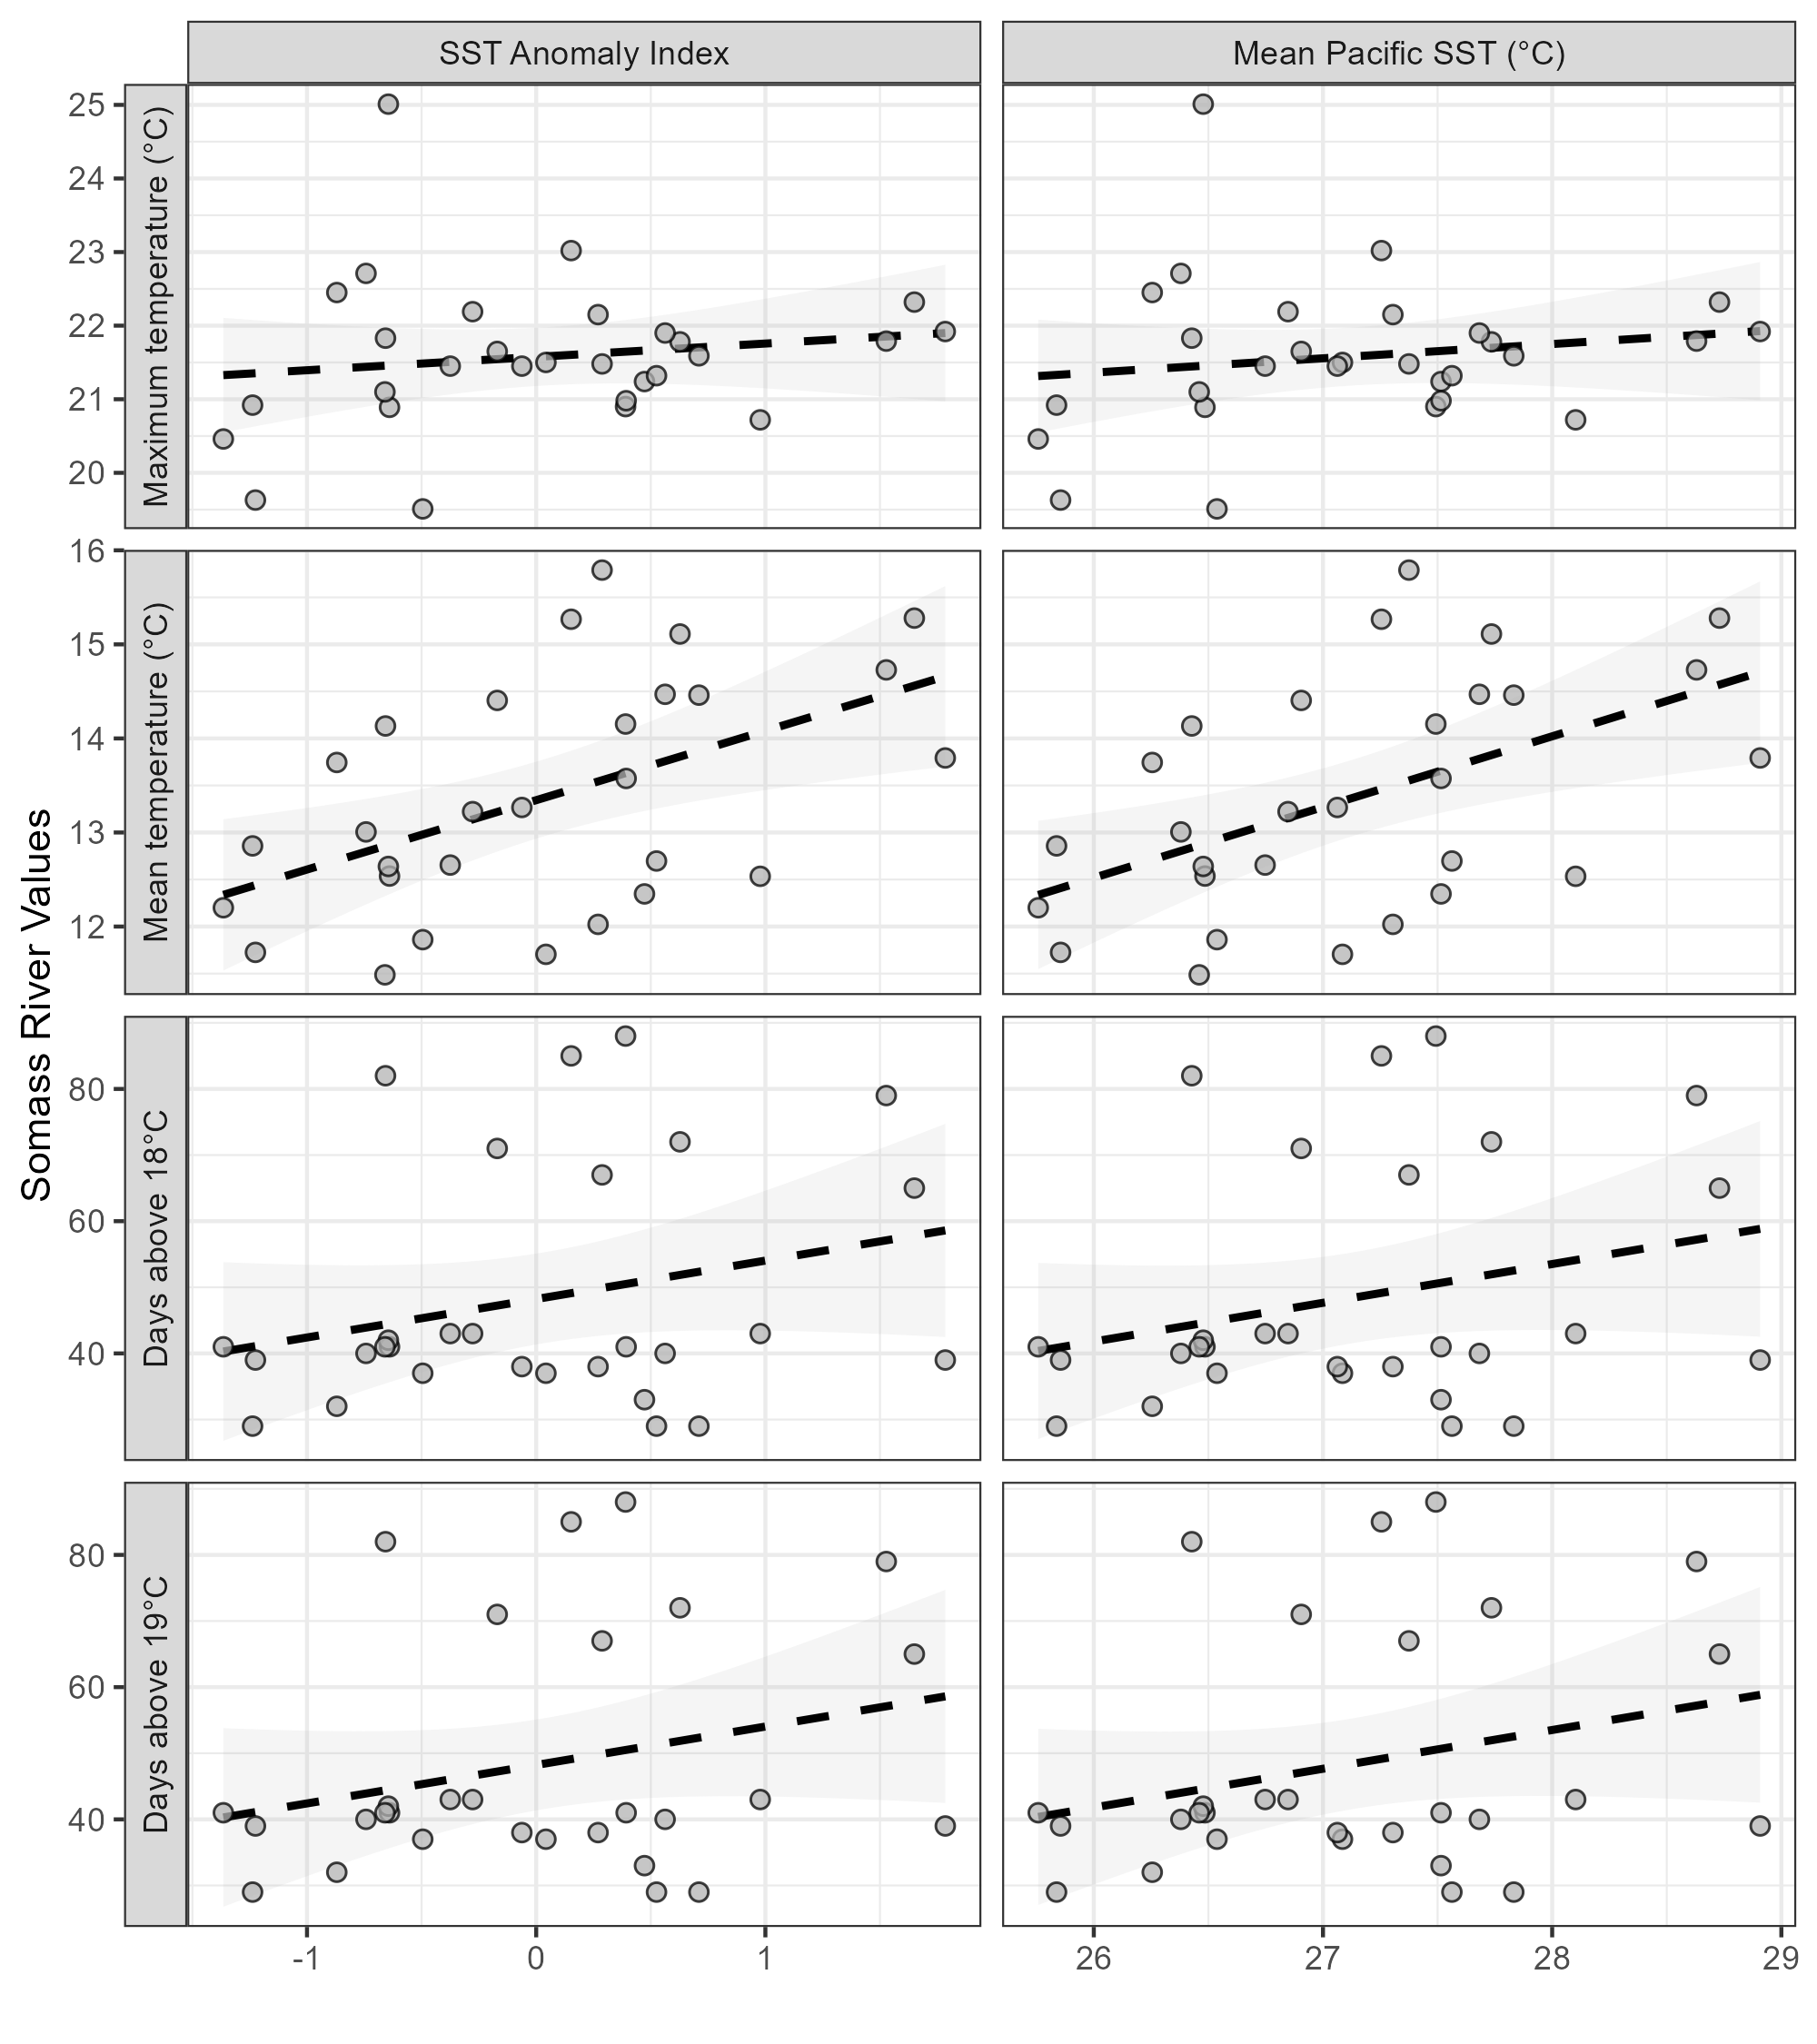 SST Anomaly Index
Mean Pacific SST (°C)
Maximum temperature (°C)
25
24
23
22
21
20
Mean temperature (°C)
16
15
14
13
12
Somass River Values
Days above 18°C
80
60
40
Days above 19°C
80
60
40
-1 0 1
26 27 28 29